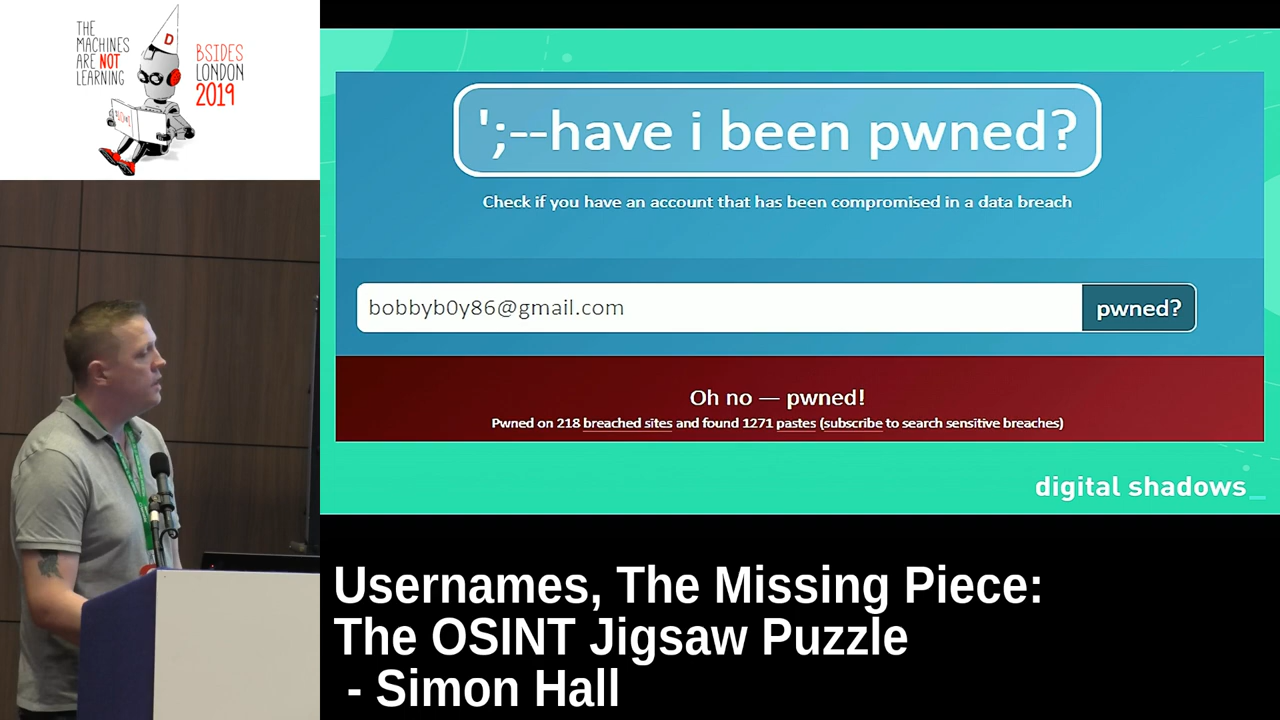 THE
MACHINES
ARE NOT
LEARNING
D
BSIDES
LONDON
2019
';--have i been pwned?
Check if you have an account that has been compromised in a data breach
bobbyb0y86@gmail.com
pwned?
Oh no — pwned!
Pwned on 218 breached sites and found 1271 pastes (subscribe to search sensitive breaches)
digital shadows_
Usernames, The Missing Piece:
The OSINT Jigsaw Puzzle
- Simon Hall